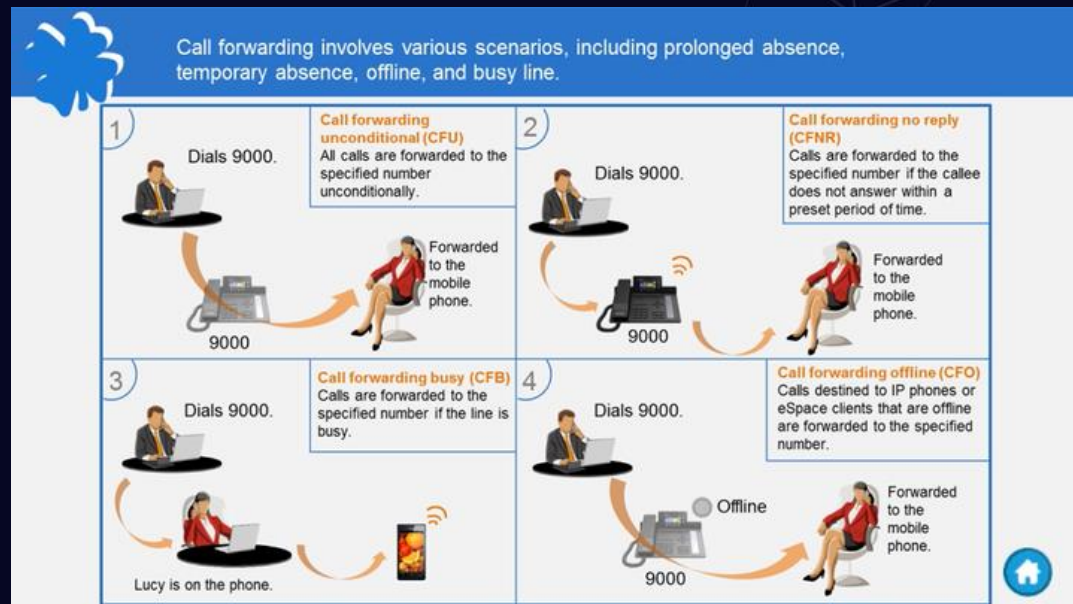 Call forwarding involves various scenarios, including prolonged absence,
temporary absence, offline, and busy line.
1
Dials 9000.
Call forwarding
unconditional (CFU)
All calls are forwarded to the
specified number
unconditionally.
Forwarded
to the
mobile
phone.
9000
2
Dials 9000.
Call forwarding no reply
(CFNR)
Calls are forwarded to the
specified number if the callee
does not answer within a
preset period of time.
Forwarded
to the
mobile
phone.
9000
3
Dials 9000.
Call forwarding busy (CFB)
Calls are forwarded to the
specified number if the line is
busy.
Lucy is on the phone.
4
Dials 9000.
Call forwarding offline (CFO)
Calls destined to IP phones or
eSpace clients that are offline
are forwarded to the specified
number.
Offline
Forwarded
to the
mobile
phone.
9000